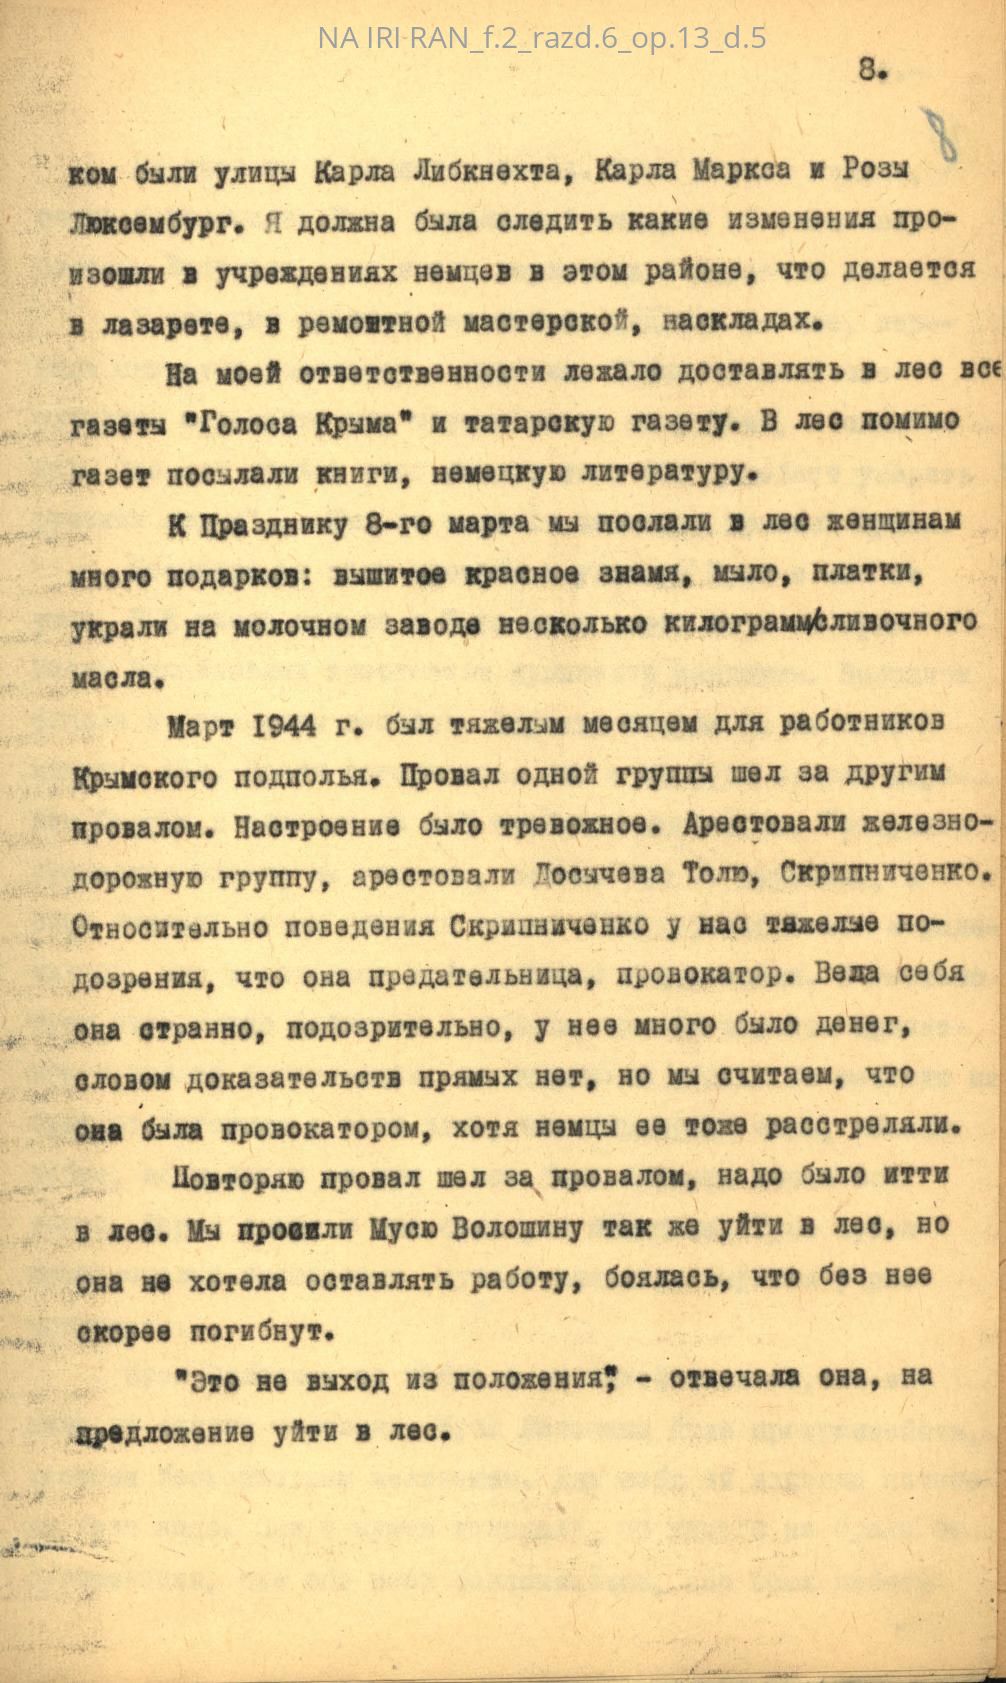 NA IRI RAN_f.2_razd.6_op.13_d.5
8.
8
ком были улицы Карла Либкнехта, Карла Маркса и Розы
Люксембург. Я должна была следить какие изменения про-
изошли в учреждениях немцев в этом районе, что делается
в лазарете, в ремонтной мастерской, наскладах.
На моей ответственности лежало доставлять в лес все
газеты "Голоса Крыма" и татарскую газету. В лес помимо
газет посылали книги, немецкую литературу.
К Празднику 8-го марта мы послали в лес женщинам
много подарков: вышитое красное знамя, мыло, платки,
украли на молочном заводе несколько килограмм/сливочного
масла.
Март 1944 г. был тяжелым месяцем для работников
Крымского подполья. Провал одной группы шел за другим
провалом. Настроение было тревожное. Арестовали железно-
дорожную группу, арестовали Досычева Толю, Скрипниченко.
Относительно поведения Скрипниченко у нас тяжелые по-
дозрения, что она предательница, провокатор. Вела себя
она странно, подозрительно, у нее много было денег,
словом доказательств прямых нет, но мы считаем, что
она была провокатором, хотя немцы ее тоже расстреляли.
Повторяю провал шел за провалом, надо было итти
в лес. Мы просили Мусю Волошину так же уйти в лес, но
она не хотела оставлять работу, боялась, что без нее
скорее погибнут.
"Это не выход из положения", - отвечала она, на
предложение уйти в лес.